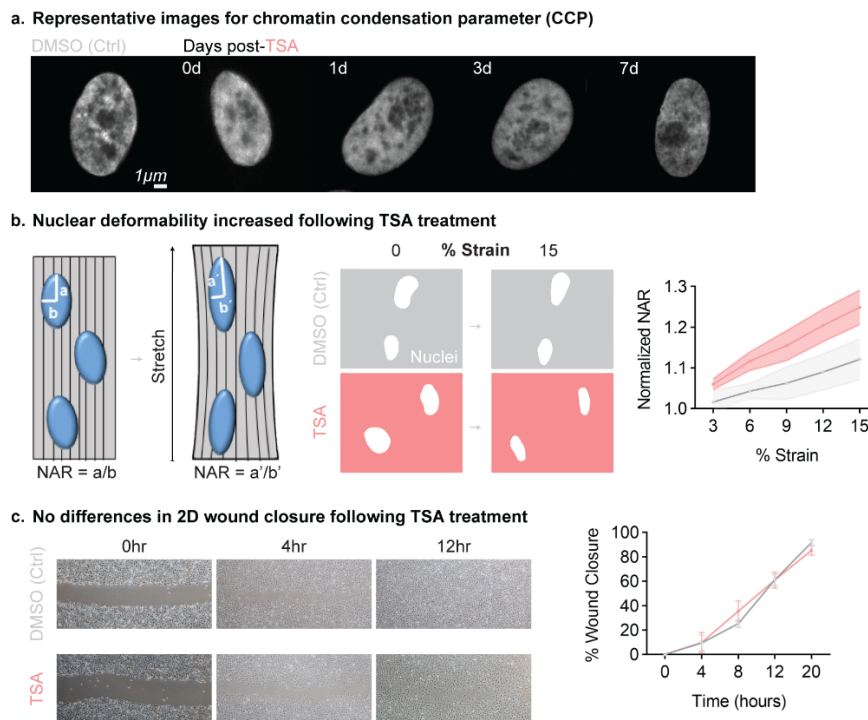 a. Representative images for chromatin condensation parameter (CCP)
DMSO (Ctrl) Days post-TSA
0d 1d 3d 7d
1µm
b. Nuclear deformability increased following TSA treatment
0 % Strain 15
a
b
a´
b´
Stretch
NAR = a/b
NAR = a’/b’
DMSO (Ctrl)
Nuclei
TSA
Normalized NAR
1.3
1.2
1.1
1.0
3 6 9 12 15
% Strain
c. No differences in 2D wound closure following TSA treatment
0hr 4hr 12hr
DMSO (Ctrl)
TSA
% Wound Closure
100
80
60
40
20
0
0 4 8 12 20
Time (hours)